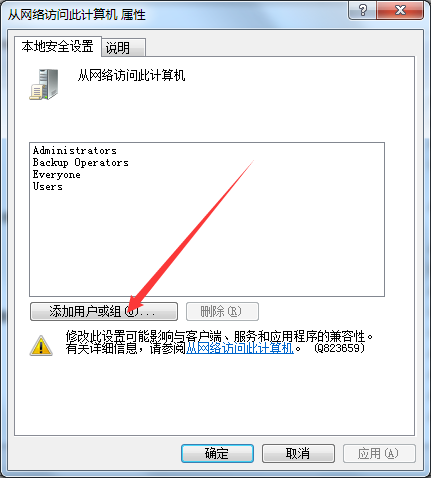 从网络访问此计算机 属性
本地安全设置 说明
从网络访问此计算机
Administrators
Backup Operators
Everyone
Users
添加用户或组(U)... 删除(R)
修改此设置可能影响与客户端、服务和应用程序的兼容性。
有关详细信息，请参阅从网络访问此计算机。 (Q823659)
确定 取消 应用(A)